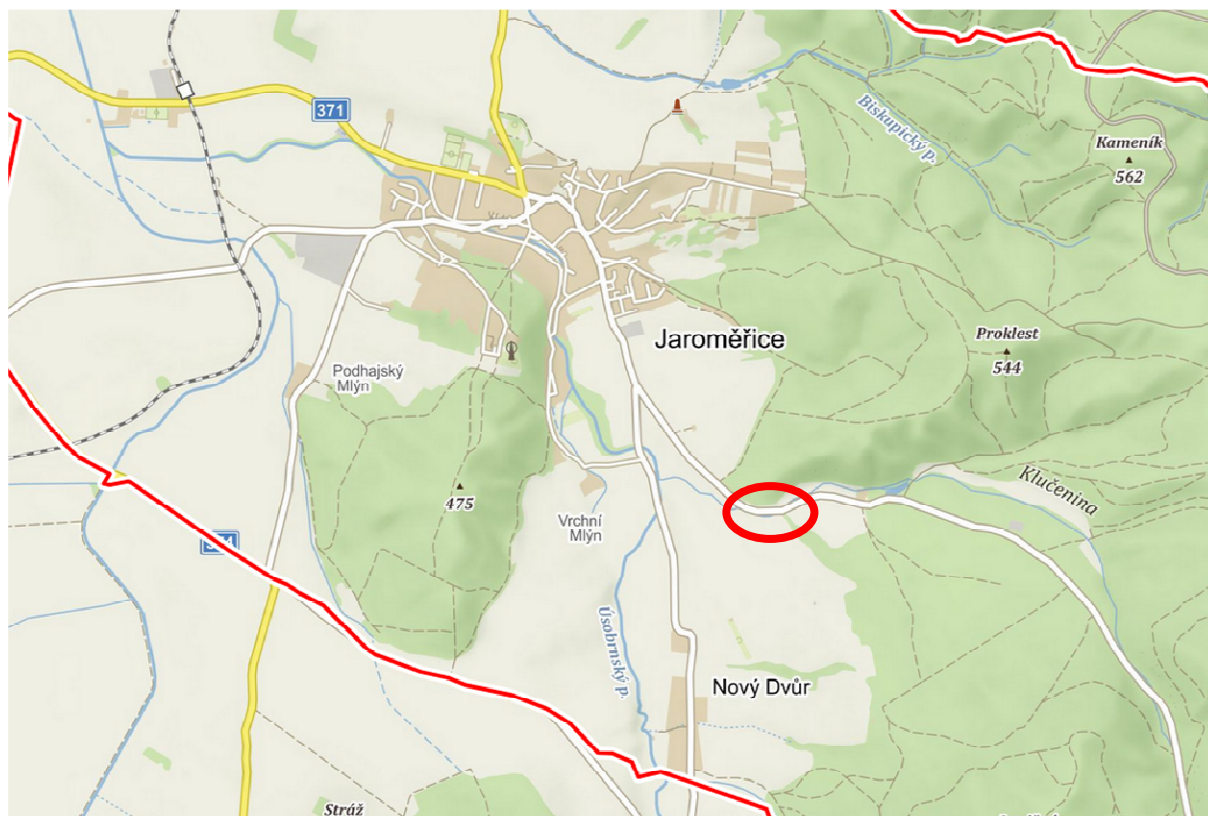 371
Biskupický p.
Kameník
562
Proklest
544
Jaroměřice
Podhajský
Mlýn
475
Klučenina
Vrchní
Mlýn
Úsobrnský p.
Nový Dvůr
Stráž